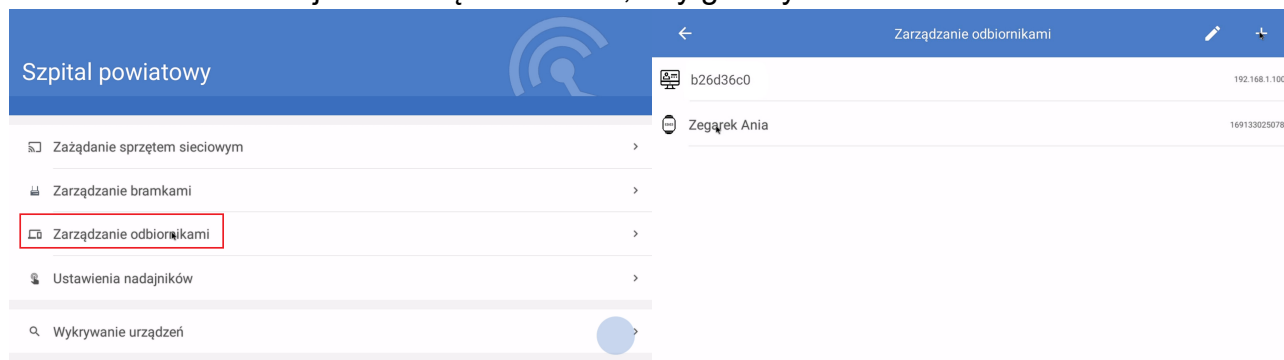 Szpital powiatowy
Zażądanie sprzętem sieciowym
Zarządzanie bramkami
Zarządzanie odbiornikami
Ustawienia nadajników
Wykrywanie urządzeń
Zarządzanie odbiornikami
b26d36c0 192.168.1.100
Zegarek Ania 169133025078